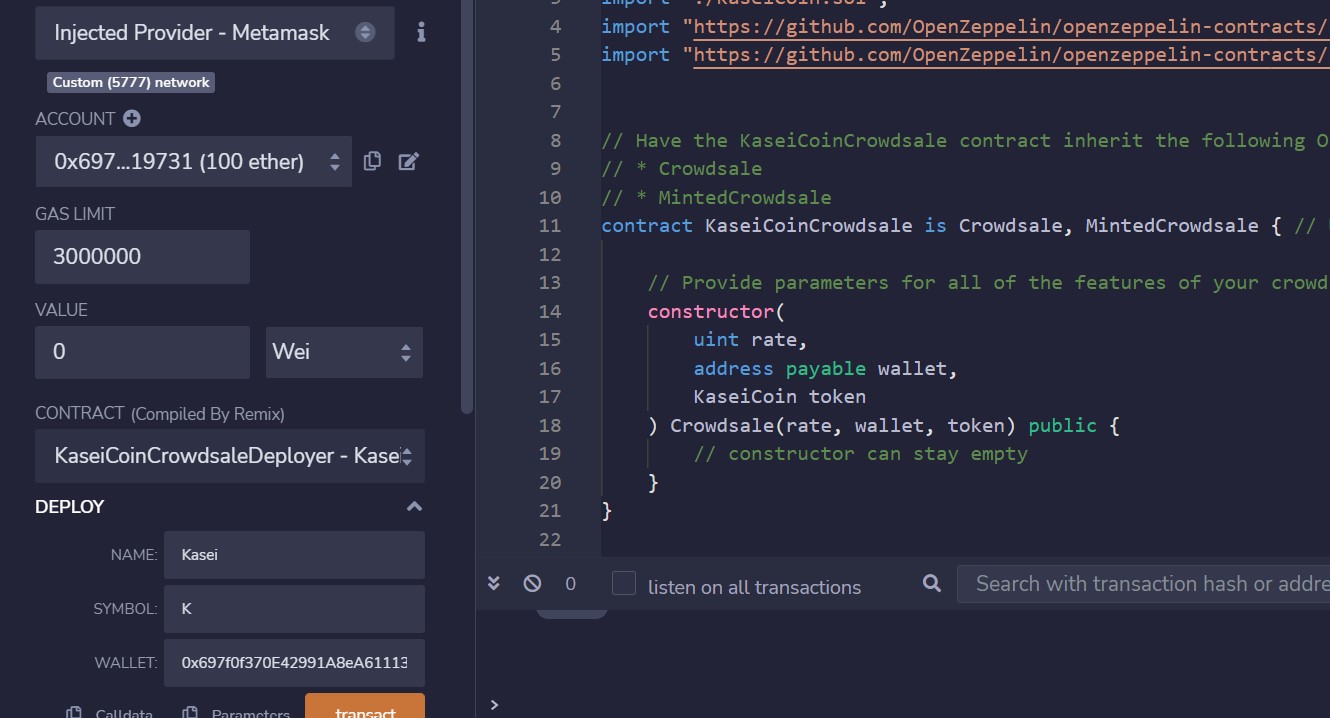 Injected Provider - Metamask
Custom (5777) network
ACCOUNT
0x697...19731 (100 ether)
GAS LIMIT
3000000
VALUE
0
Wei
CONTRACT (Compiled By Remix)
KaseiCoinCrowdsaleDeployer - Kasei
DEPLOY
NAME: Kasei
SYMBOL: K
WALLET: 0x697f0f370E42991A8eA61113
Calldata Parameters transact
3 import "./KaseiCoin.sol";
4 import "https://github.com/OpenZeppelin/openzeppelin-contracts/
5 import "https://github.com/OpenZeppelin/openzeppelin-contracts/
6
7
8 // Have the KaseiCoinCrowdsale contract inherit the following O
9 // * Crowdsale
10 // * MintedCrowdsale
11 contract KaseiCoinCrowdsale is Crowdsale, MintedCrowdsale { //
12
13 // Provide parameters for all of the features of your crowd
14 constructor(
15 uint rate,
16 address payable wallet,
17 KaseiCoin token
18 ) Crowdsale(rate, wallet, token) public {
19 // constructor can stay empty
20 }
21 }
22
0 listen on all transactions Search with transaction hash or addre
>